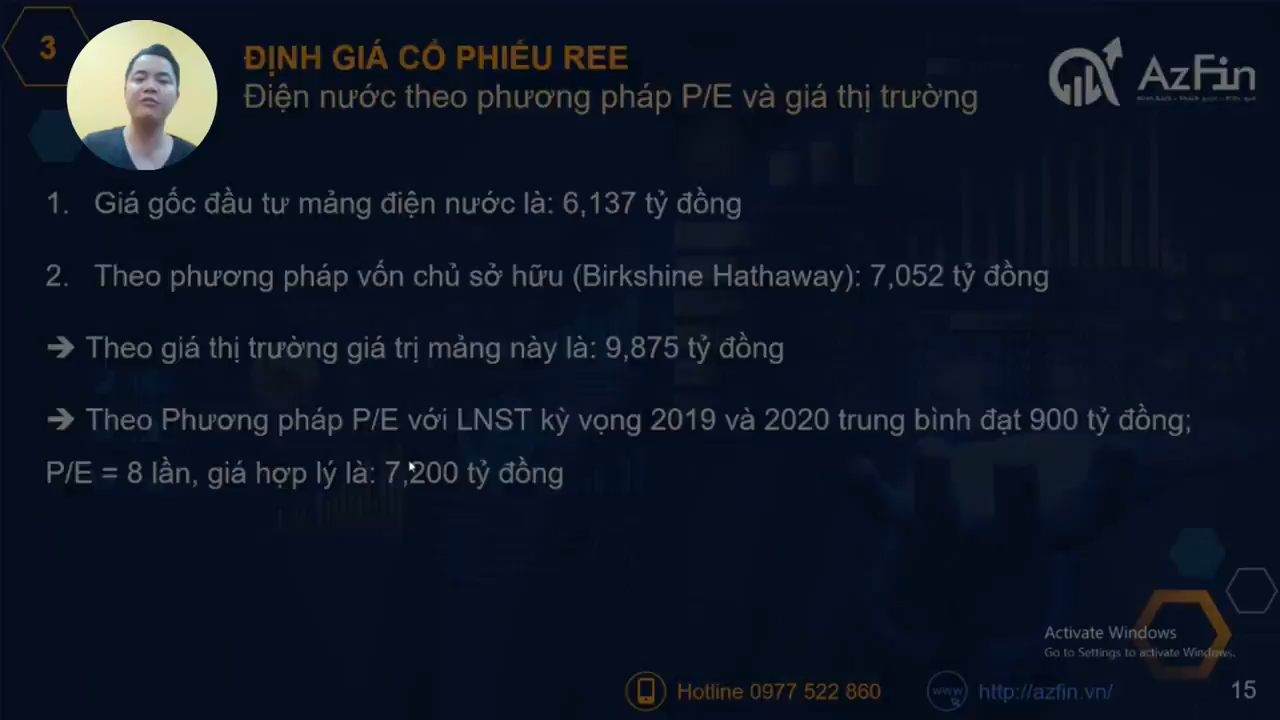 3
ĐỊNH GIÁ CỔ PHIẾU REE
Điện nước theo phương pháp P/E và giá thị trường
AzFin
1. Giá gốc đầu tư mảng điện nước là: 6,137 tỷ đồng
2. Theo phương pháp vốn chủ sở hữu (Birkshine Hathaway): 7,052 tỷ đồng
➔ Theo giá thị trường giá trị mảng này là: 9,875 tỷ đồng
➔ Theo Phương pháp P/E với LNST kỳ vọng 2019 và 2020 trung bình đạt 900 tỷ đồng;
P/E = 8 lần, giá hợp lý là: 7,200 tỷ đồng
Activate Windows
Go to Settings to activate Windows.
Hotline 0977 522 860
www
http://azfin.vn/
15